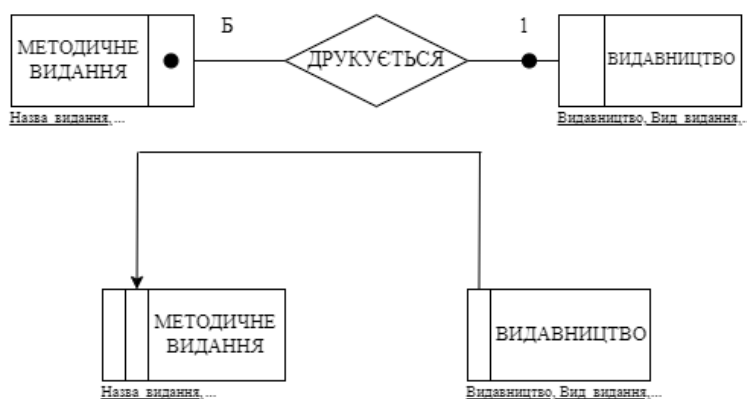 Б
1
МЕТОДИЧНЕ
ВИДАННЯ
ДРУКУЄТЬСЯ
ВИДАВНИЦТВО
Назва видання,...
Видавництво, Вид видання,..
МЕТОДИЧНЕ
ВИДАННЯ
ВИДАВНИЦТВО
Назва видання,...
Видавництво, Вид видання,...